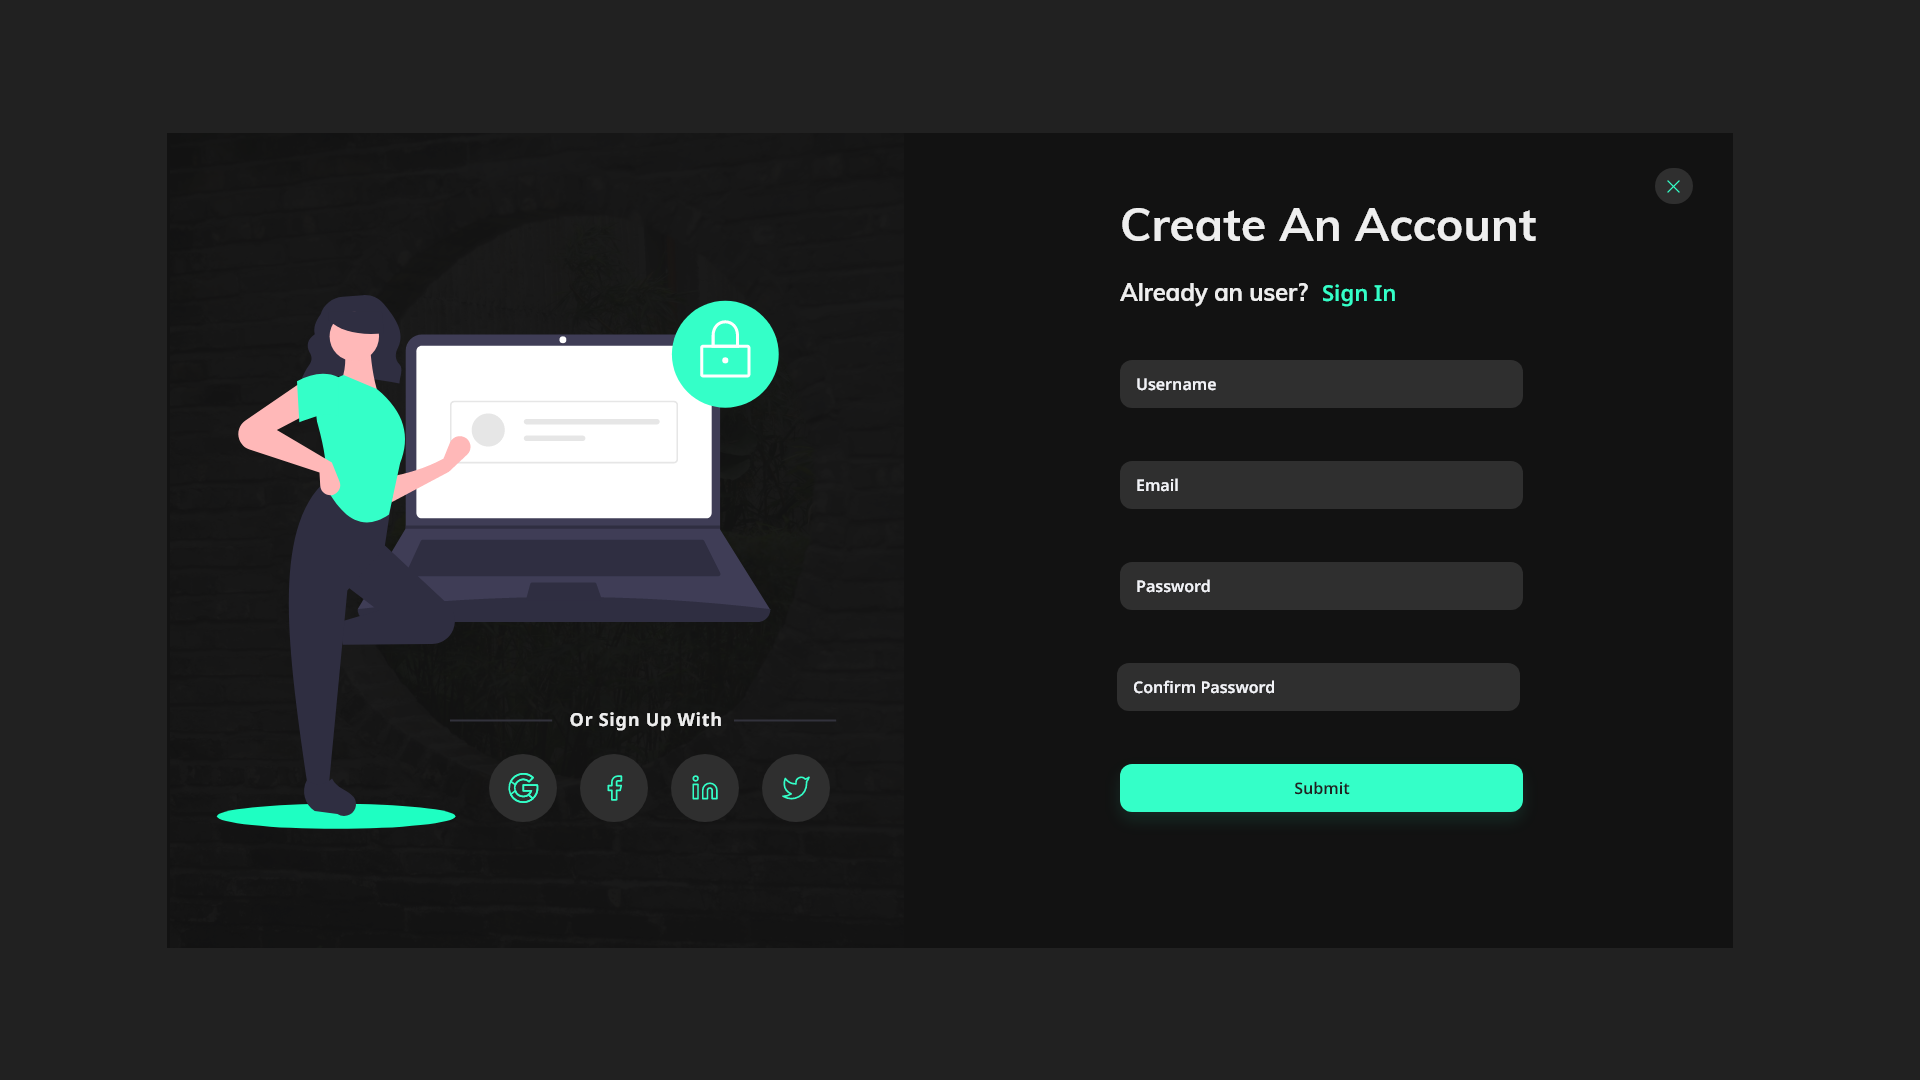 Create An Account
Already an user? Sign In
Username
Email
Password
Confirm Password
Submit
Or Sign Up With